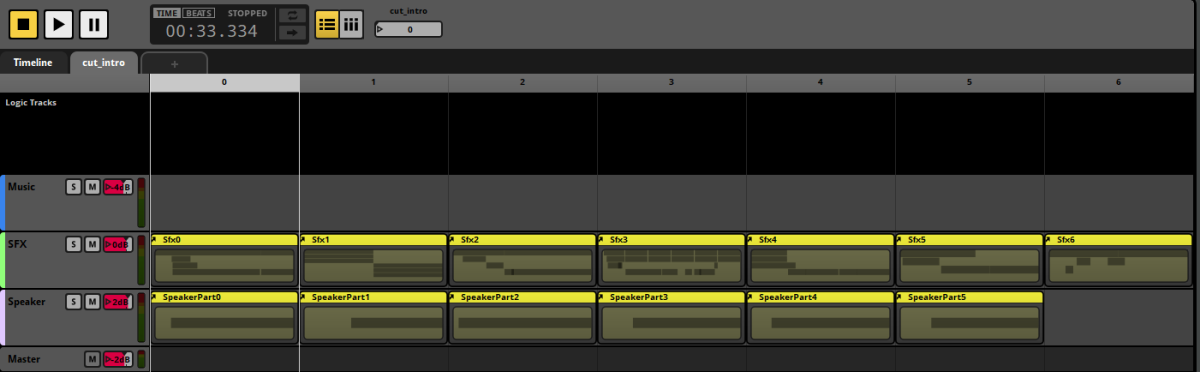 TIME BEATS STOPPED
00:33.334
cut_intro
0
Timeline
cut_intro
+
0 1 2 3 4 5 6
Logic Tracks
Music S M -4dB
SFX S M 0dB
Sfx0 Sfx1 Sfx2 Sfx3 Sfx4 Sfx5 Sfx6
Speaker S M 2dB
SpeakerPart0 SpeakerPart1 SpeakerPart2 SpeakerPart3 SpeakerPart4 SpeakerPart5
Master M -2dB